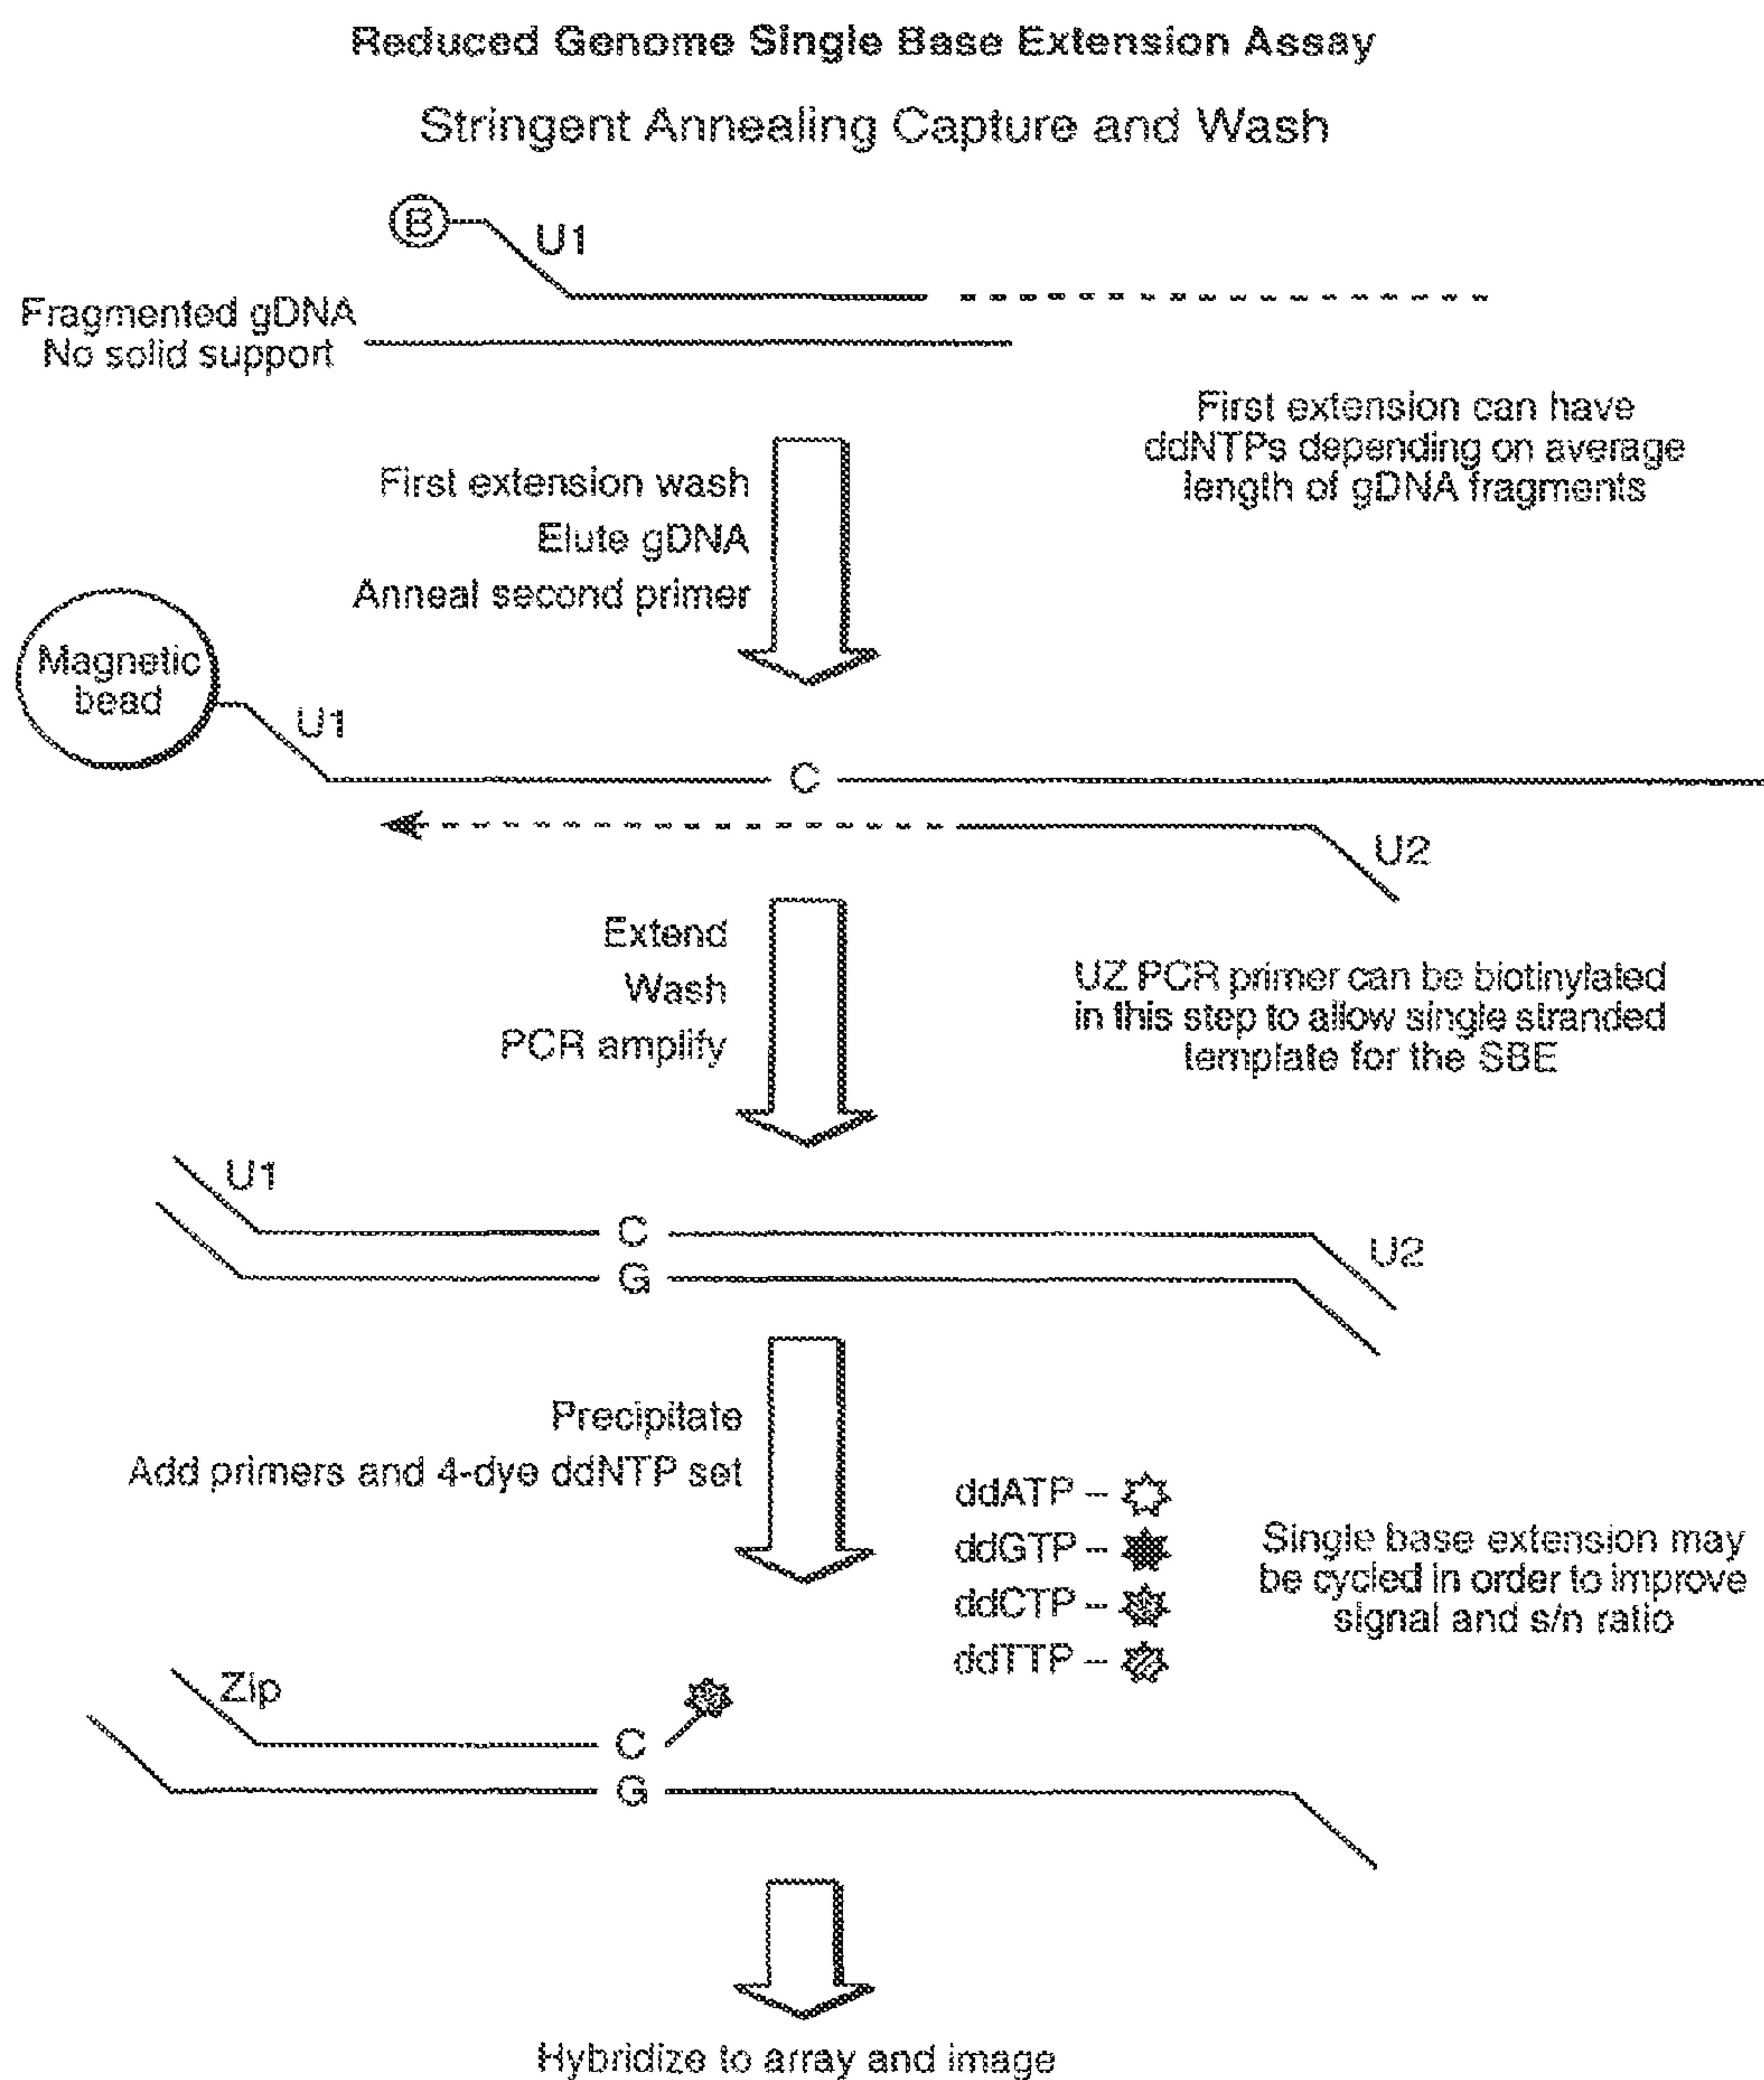 Reduced Genome Single Base Extension Assay
Stringent Annealing Capture and Wash
B
U1
Fragmented gDNA
No solid support
First extension can have
ddNTPs depending on average
length of gDNA fragments
First extension wash
Elute gDNA
Anneal second primer
Magnetic
bead
U1
C
U2
Extend
Wash
PCR amplify
UZ PCR primer can be biotinylated
in this step to allow single stranded
template for the SBE
U1
C
G
U2
Precipitate
Add primers and 4-dye ddNTP set
ddATP –
ddGTP –
ddCTP –
ddTTP –
Single base extension may
be cycled in order to improve
signal and s/n ratio
Zip
C
G
Hybridize to array and image